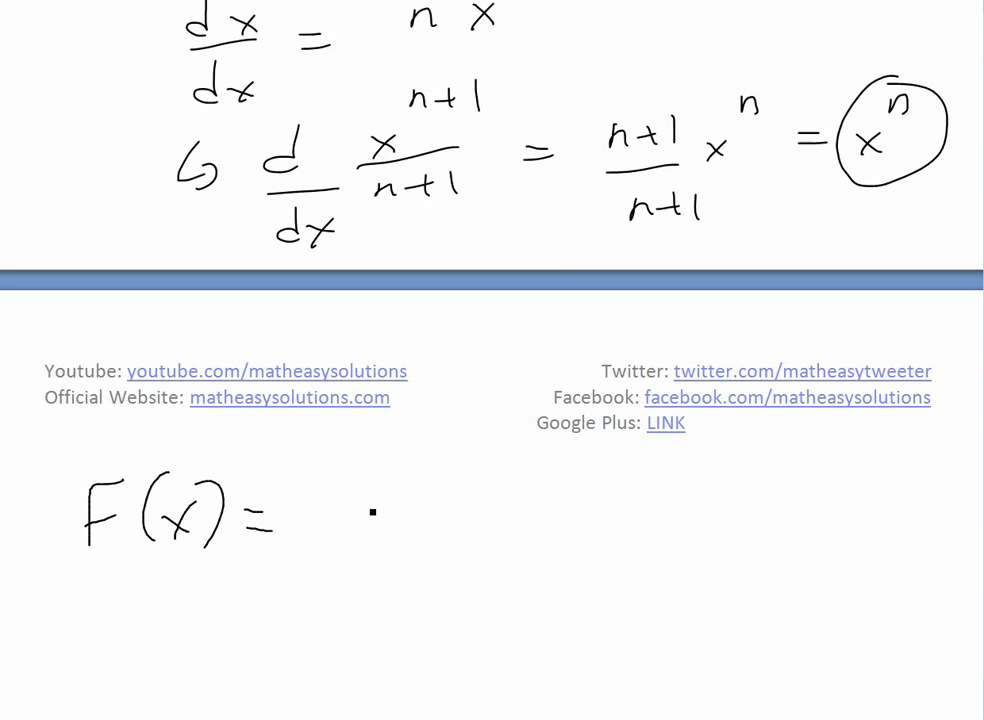 dx/dx = n x
↳ d/dx x^(n+1)/(n+1) = (n+1)/(n+1) x^n = x^n
Youtube: youtube.com/matheasysolutions
Official Website: matheasysolutions.com
Twitter: twitter.com/matheasytweeter
Facebook: facebook.com/matheasysolutions
Google Plus: LINK
F(x) =